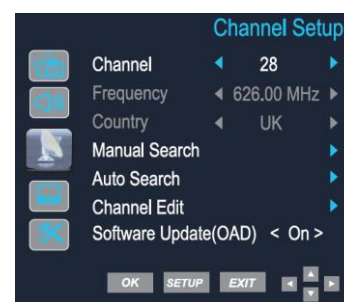 Channel Setup
Channel 28
Frequency 626.00 MHz
Country UK
Manual Search
Auto Search
Channel Edit
Software Update(OAD) < On >
OK SETUP EXIT